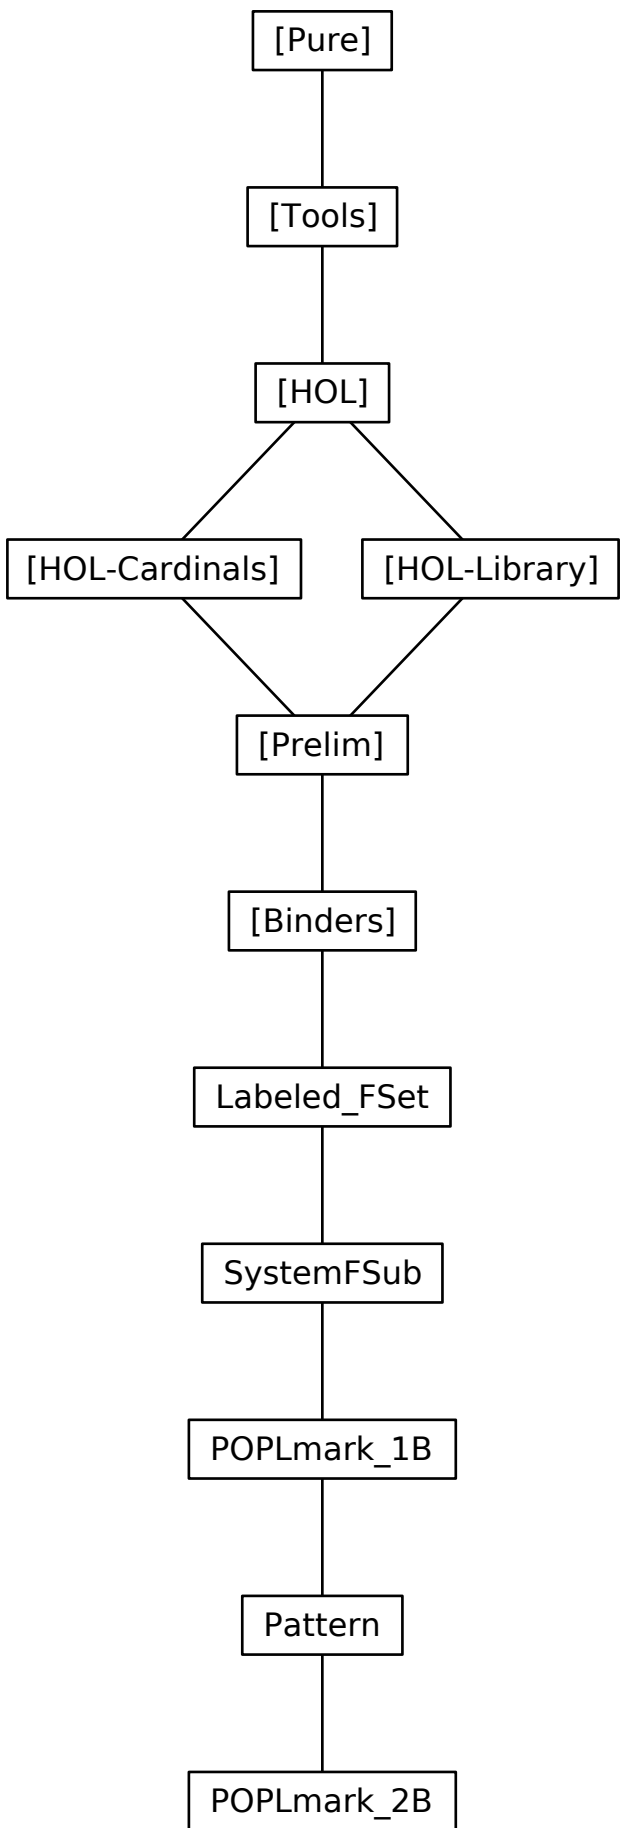 [Pure]
[Tools]
[HOL]
[HOL-Cardinals]
[HOL-Library]
[Prelim]
[Binders]
Labeled_FSet
SystemFSub
POPLmark_1B
Pattern
POPLmark_2B